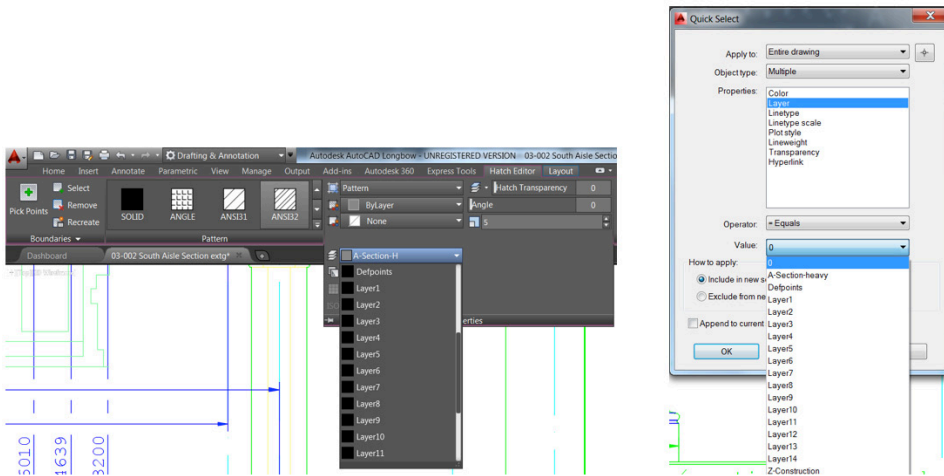 Drafting & Annotation
Autodesk AutoCAD Longbow - UNREGISTERED VERSION 03-002 South Aisle Sectio
Home Insert Annotate Parametric View Manage Output Add-ins Autodesk 360 Express Tools Hatch Editor Layout
Pick Points
Select
Remove
Recreate
SOLID
ANGLE
ANSI31
ANSI32
Pattern
Hatch Transparency 0
ByLayer
Angle 0
None
5
Boundaries
Pattern
erties
Dashboard
03-002 South Aisle Section extg*
A-Section-H
Defpoints
Layer1
Layer2
Layer3
Layer4
Layer5
Layer6
Layer7
Layer8
Layer9
Layer10
Layer11
5010
4639
3200
Quick Select
Apply to: Entire drawing
Object type: Multiple
Properties:
Color
Layer
Linetype
Linetype scale
Plot style
Lineweight
Transparency
Hyperlink
Operator: = Equals
Value: 0
How to apply:
Include in new s
Exclude from ne
Append to current
OK
0
A-Section-heavy
Defpoints
Layer1
Layer2
Layer3
Layer4
Layer5
Layer6
Layer7
Layer8
Layer9
Layer10
Layer11
Layer12
Layer13
Layer14
Z-Construction